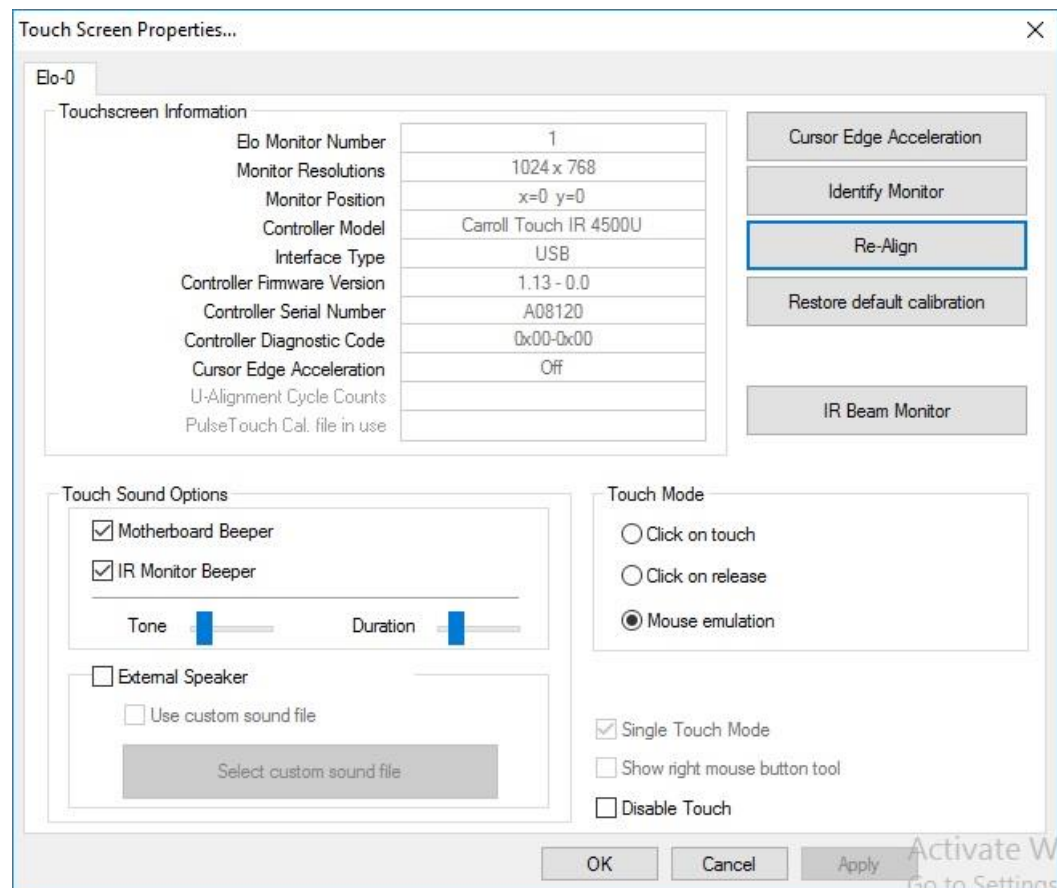 Touch Screen Properties...
Elo-0
Touchscreen Information
Elo Monitor Number 1
Monitor Resolutions 1024 x 768
Monitor Position x=0 y=0
Controller Model Carroll Touch IR 4500U
Interface Type USB
Controller Firmware Version 1.13 - 0.0
Controller Serial Number A08120
Controller Diagnostic Code 0x00-0x00
Cursor Edge Acceleration Off
U-Alignment Cycle Counts
PulseTouch Cal. file in use
Cursor Edge Acceleration
Identify Monitor
Re-Align
Restore default calibration
IR Beam Monitor
Touch Sound Options
Motherboard Beeper
IR Monitor Beeper
Tone Duration
External Speaker
Use custom sound file
Select custom sound file
Touch Mode
Click on touch
Click on release
Mouse emulation
Single Touch Mode
Show right mouse button tool
Disable Touch
OK Cancel Apply
Activate W
Go to Settings